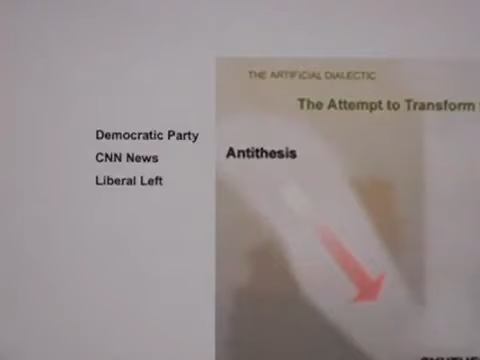 THE ARTIFICIAL DIALECTIC
The Attempt to Transform
Democratic Party
CNN News
Liberal Left
Antithesis